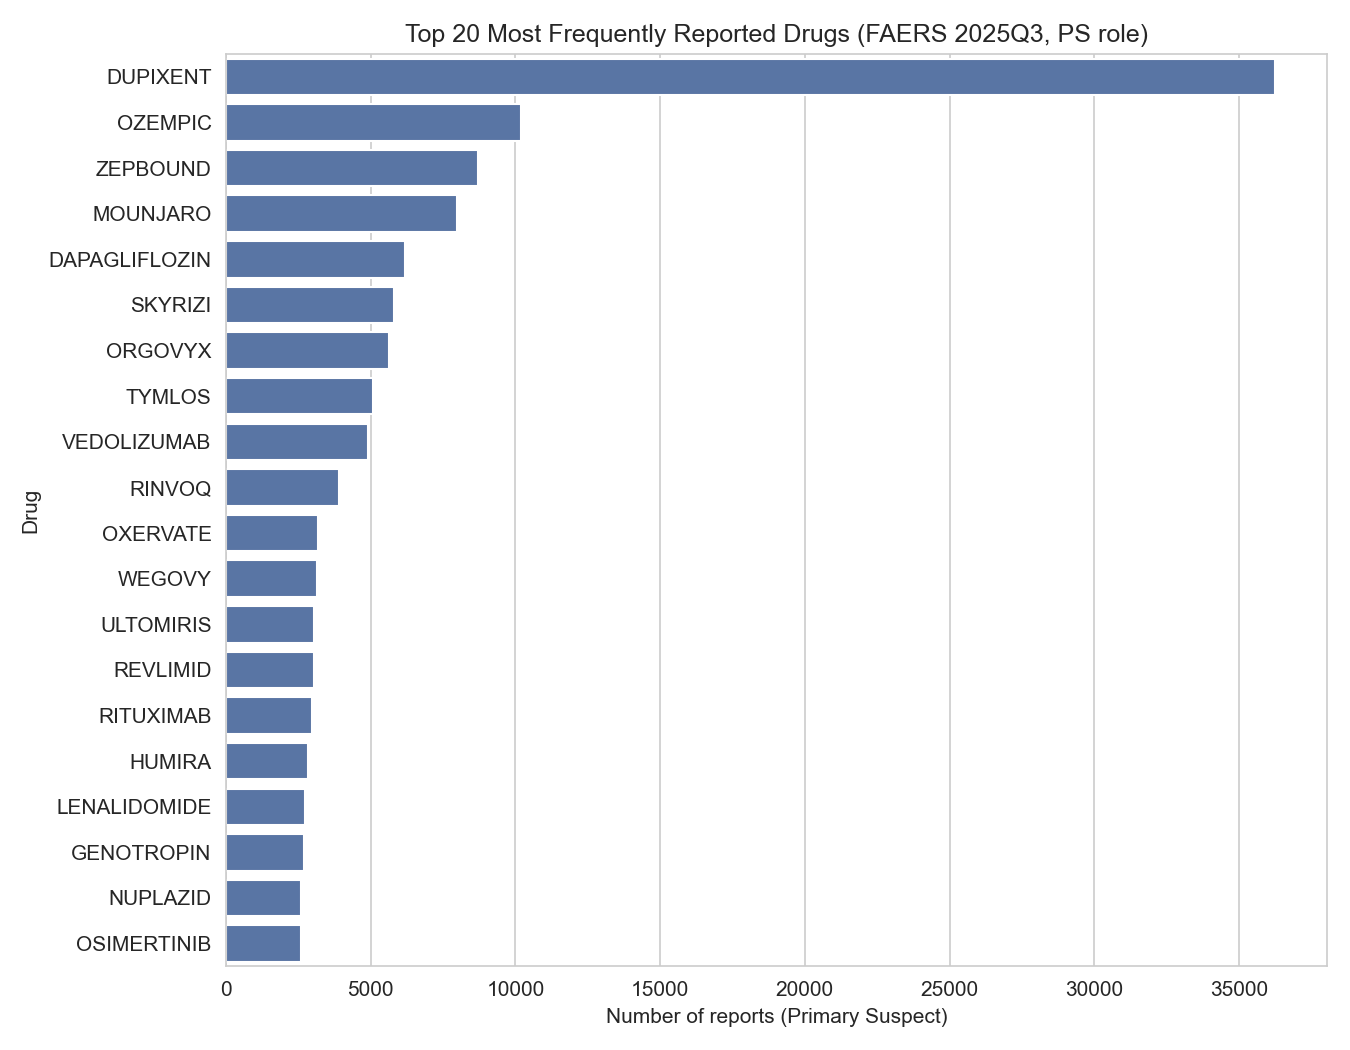 Top 20 Most Frequently Reported Drugs (FAERS 2025Q3, PS role)
DUPIXENT
OZEMPIC
ZEPBOUND
MOUNJARO
DAPAGLIFLOZIN
SKYRIZI
ORGOVYX
TYMLOS
VEDOLIZUMAB
RINVOQ
OXERVATE
WEGOVY
ULTOMIRIS
REVLIMID
RITUXIMAB
HUMIRA
LENALIDOMIDE
GENOTROPIN
NUPLAZID
OSIMERTINIB
Drug
0 5000 10000 15000 20000 25000 30000 35000
Number of reports (Primary Suspect)